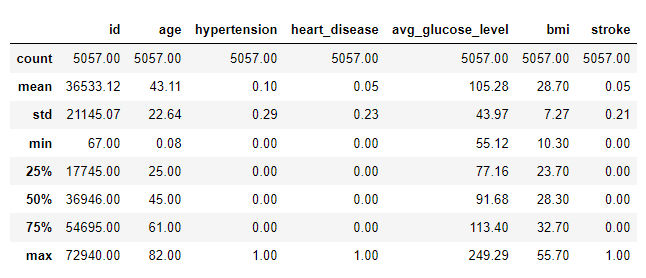 id age hypertension heart_disease avg_glucose_level bmi stroke
count 5057.00 5057.00 5057.00 5057.00 5057.00 5057.00 5057.00
mean 36533.12 43.11 0.10 0.05 105.28 28.70 0.05
std 21145.07 22.64 0.29 0.23 43.97 7.27 0.21
min 67.00 0.08 0.00 0.00 55.12 10.30 0.00
25% 17745.00 25.00 0.00 0.00 77.16 23.70 0.00
50% 36946.00 45.00 0.00 0.00 91.68 28.30 0.00
75% 54695.00 61.00 0.00 0.00 113.40 32.70 0.00
max 72940.00 82.00 1.00 1.00 249.29 55.70 1.00